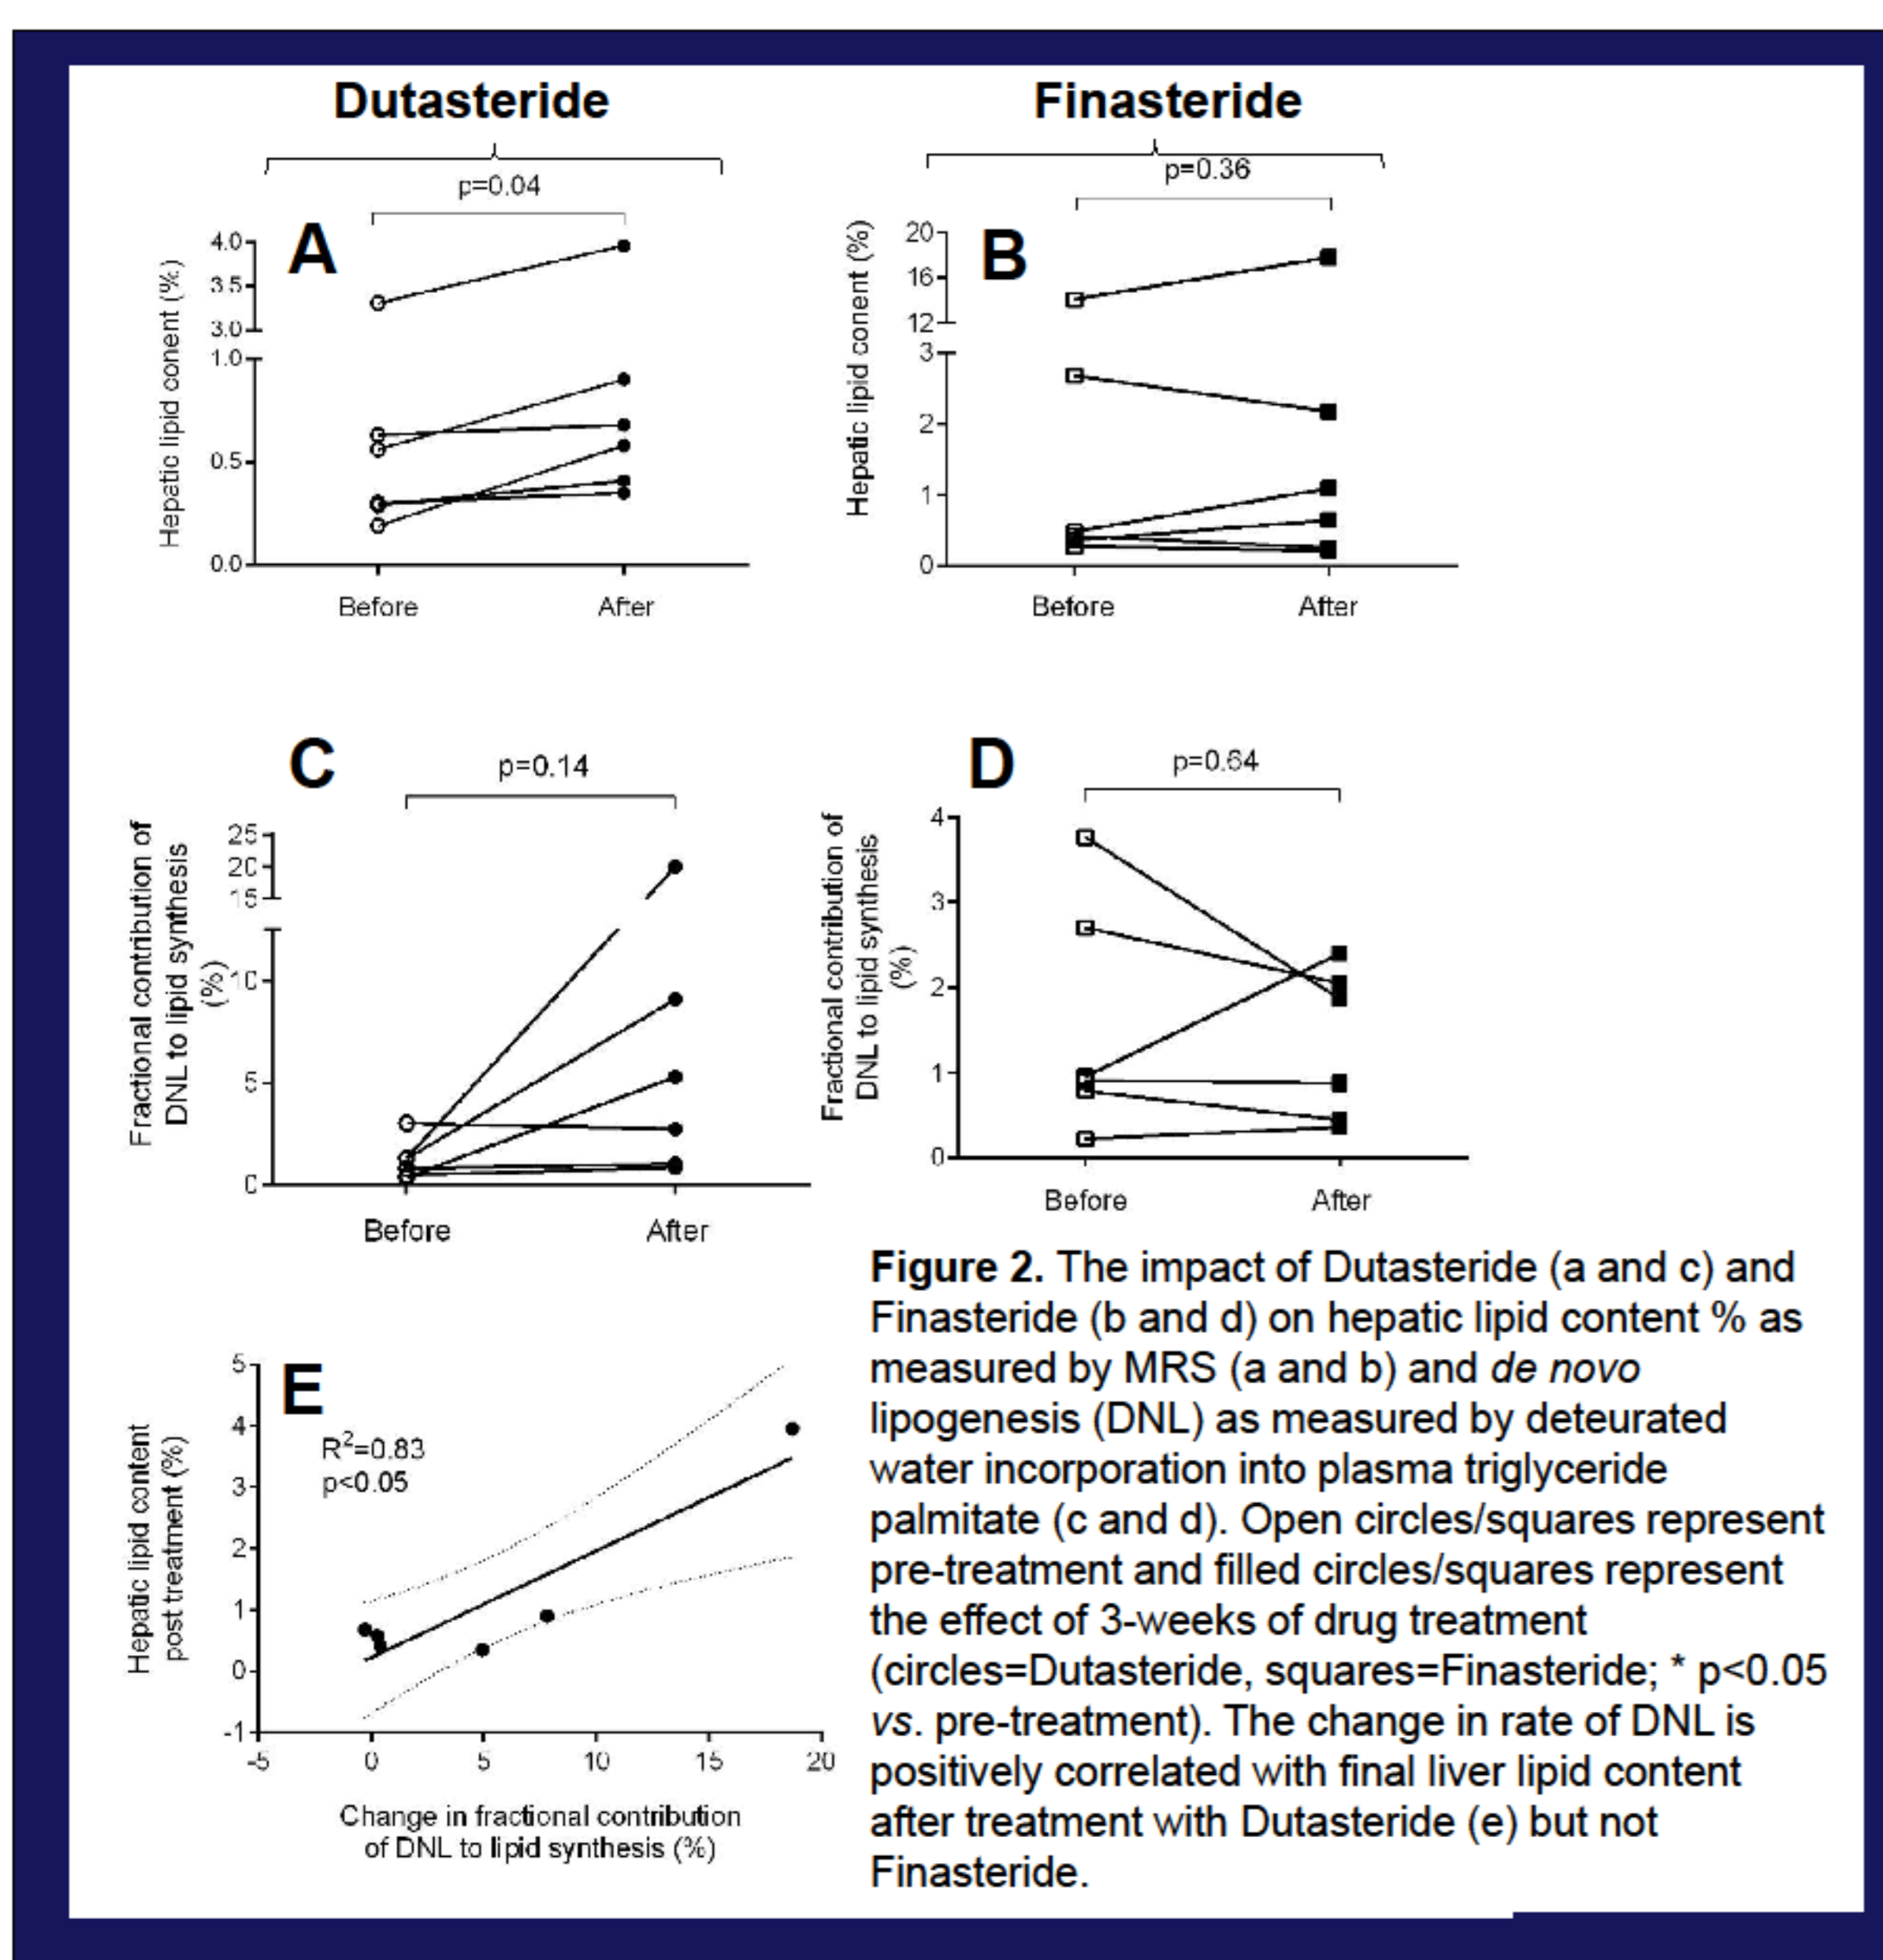 Dutasteride
Finasteride
p=0.04
A
Hepatic lipid conent (%)
4.0
3.5
3.0
1.0
0.5
0.0
Before
After
p=0.36
B
Hepatic lipid conent (%)
20
16
12
3
2
1
0
Before
After
C
p=0.14
Fractional contribution of
DNL to lipid synthesis
(%)
25
20
15
10
5
0
Before
After
D
p=0.64
Fractional contribution of
DNL to lipid synthesis
(%)
4
3
2
1
0
Before
After
E
R²=0.83
p<0.05
Hepatic lipid content
post treatment (%)
5
4
3
2
1
0
-1
-5
0
5
10
15
20
Change in fractional contribution
of DNL to lipid synthesis (%)
Figure 2. The impact of Dutasteride (a and c) and
Finasteride (b and d) on hepatic lipid content % as
measured by MRS (a and b) and de novo
lipogenesis (DNL) as measured by deteurated
water incorporation into plasma triglyceride
palmitate (c and d). Open circles/squares represent
pre-treatment and filled circles/squares represent
the effect of 3-weeks of drug treatment
(circles=Dutasteride, squares=Finasteride; * p<0.05
vs. pre-treatment). The change in rate of DNL is
positively correlated with final liver lipid content
after treatment with Dutasteride (e) but not
Finasteride.